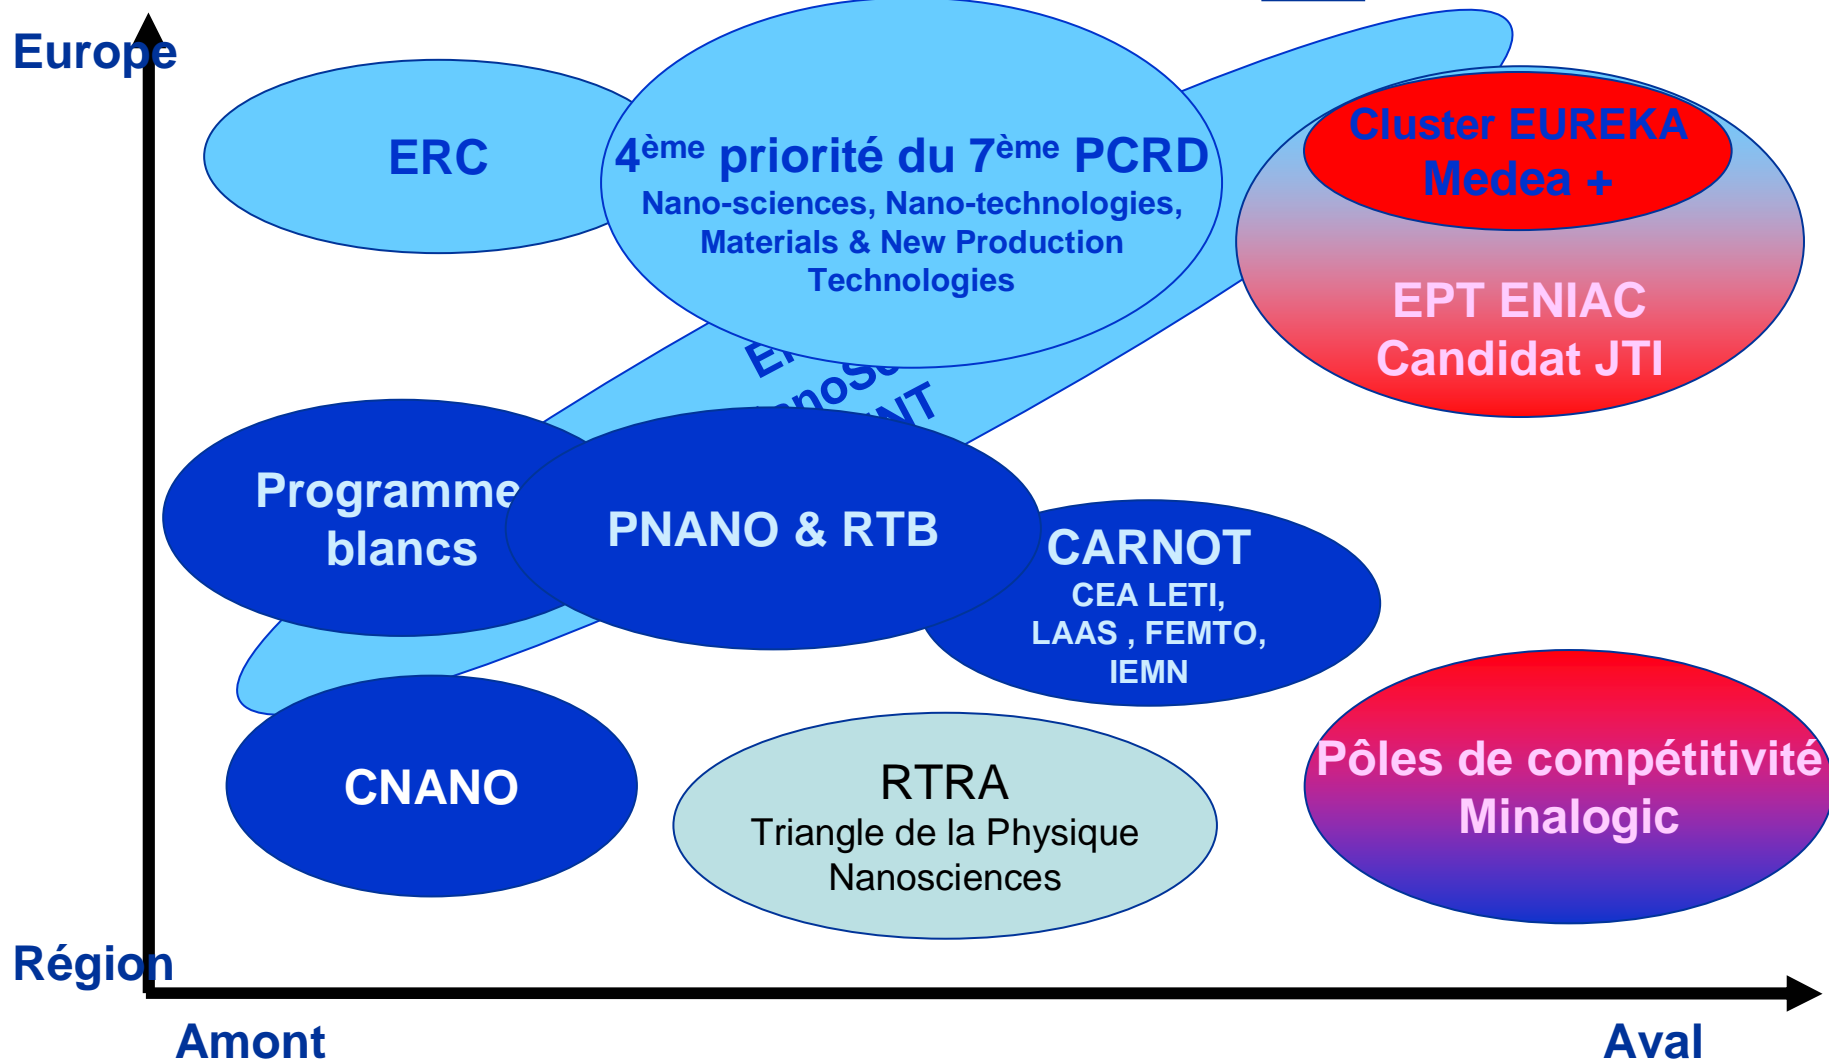 Europe
ERC
4ème priorité du 7ème PCRD
Nano-sciences, Nano-technologies,
Materials & New Production
Technologies
Cluster EUREKA
Medea +
EPT ENIAC
Candidat JTI
Programme
blancs
PNANO & RTB
CARNOT
CEA LETI,
LAAS , FEMTO,
IEMN
CNANO
RTRA
Triangle de la Physique
Nanosciences
Pôles de compétitivité
Minalogic
Région
Amont
Aval